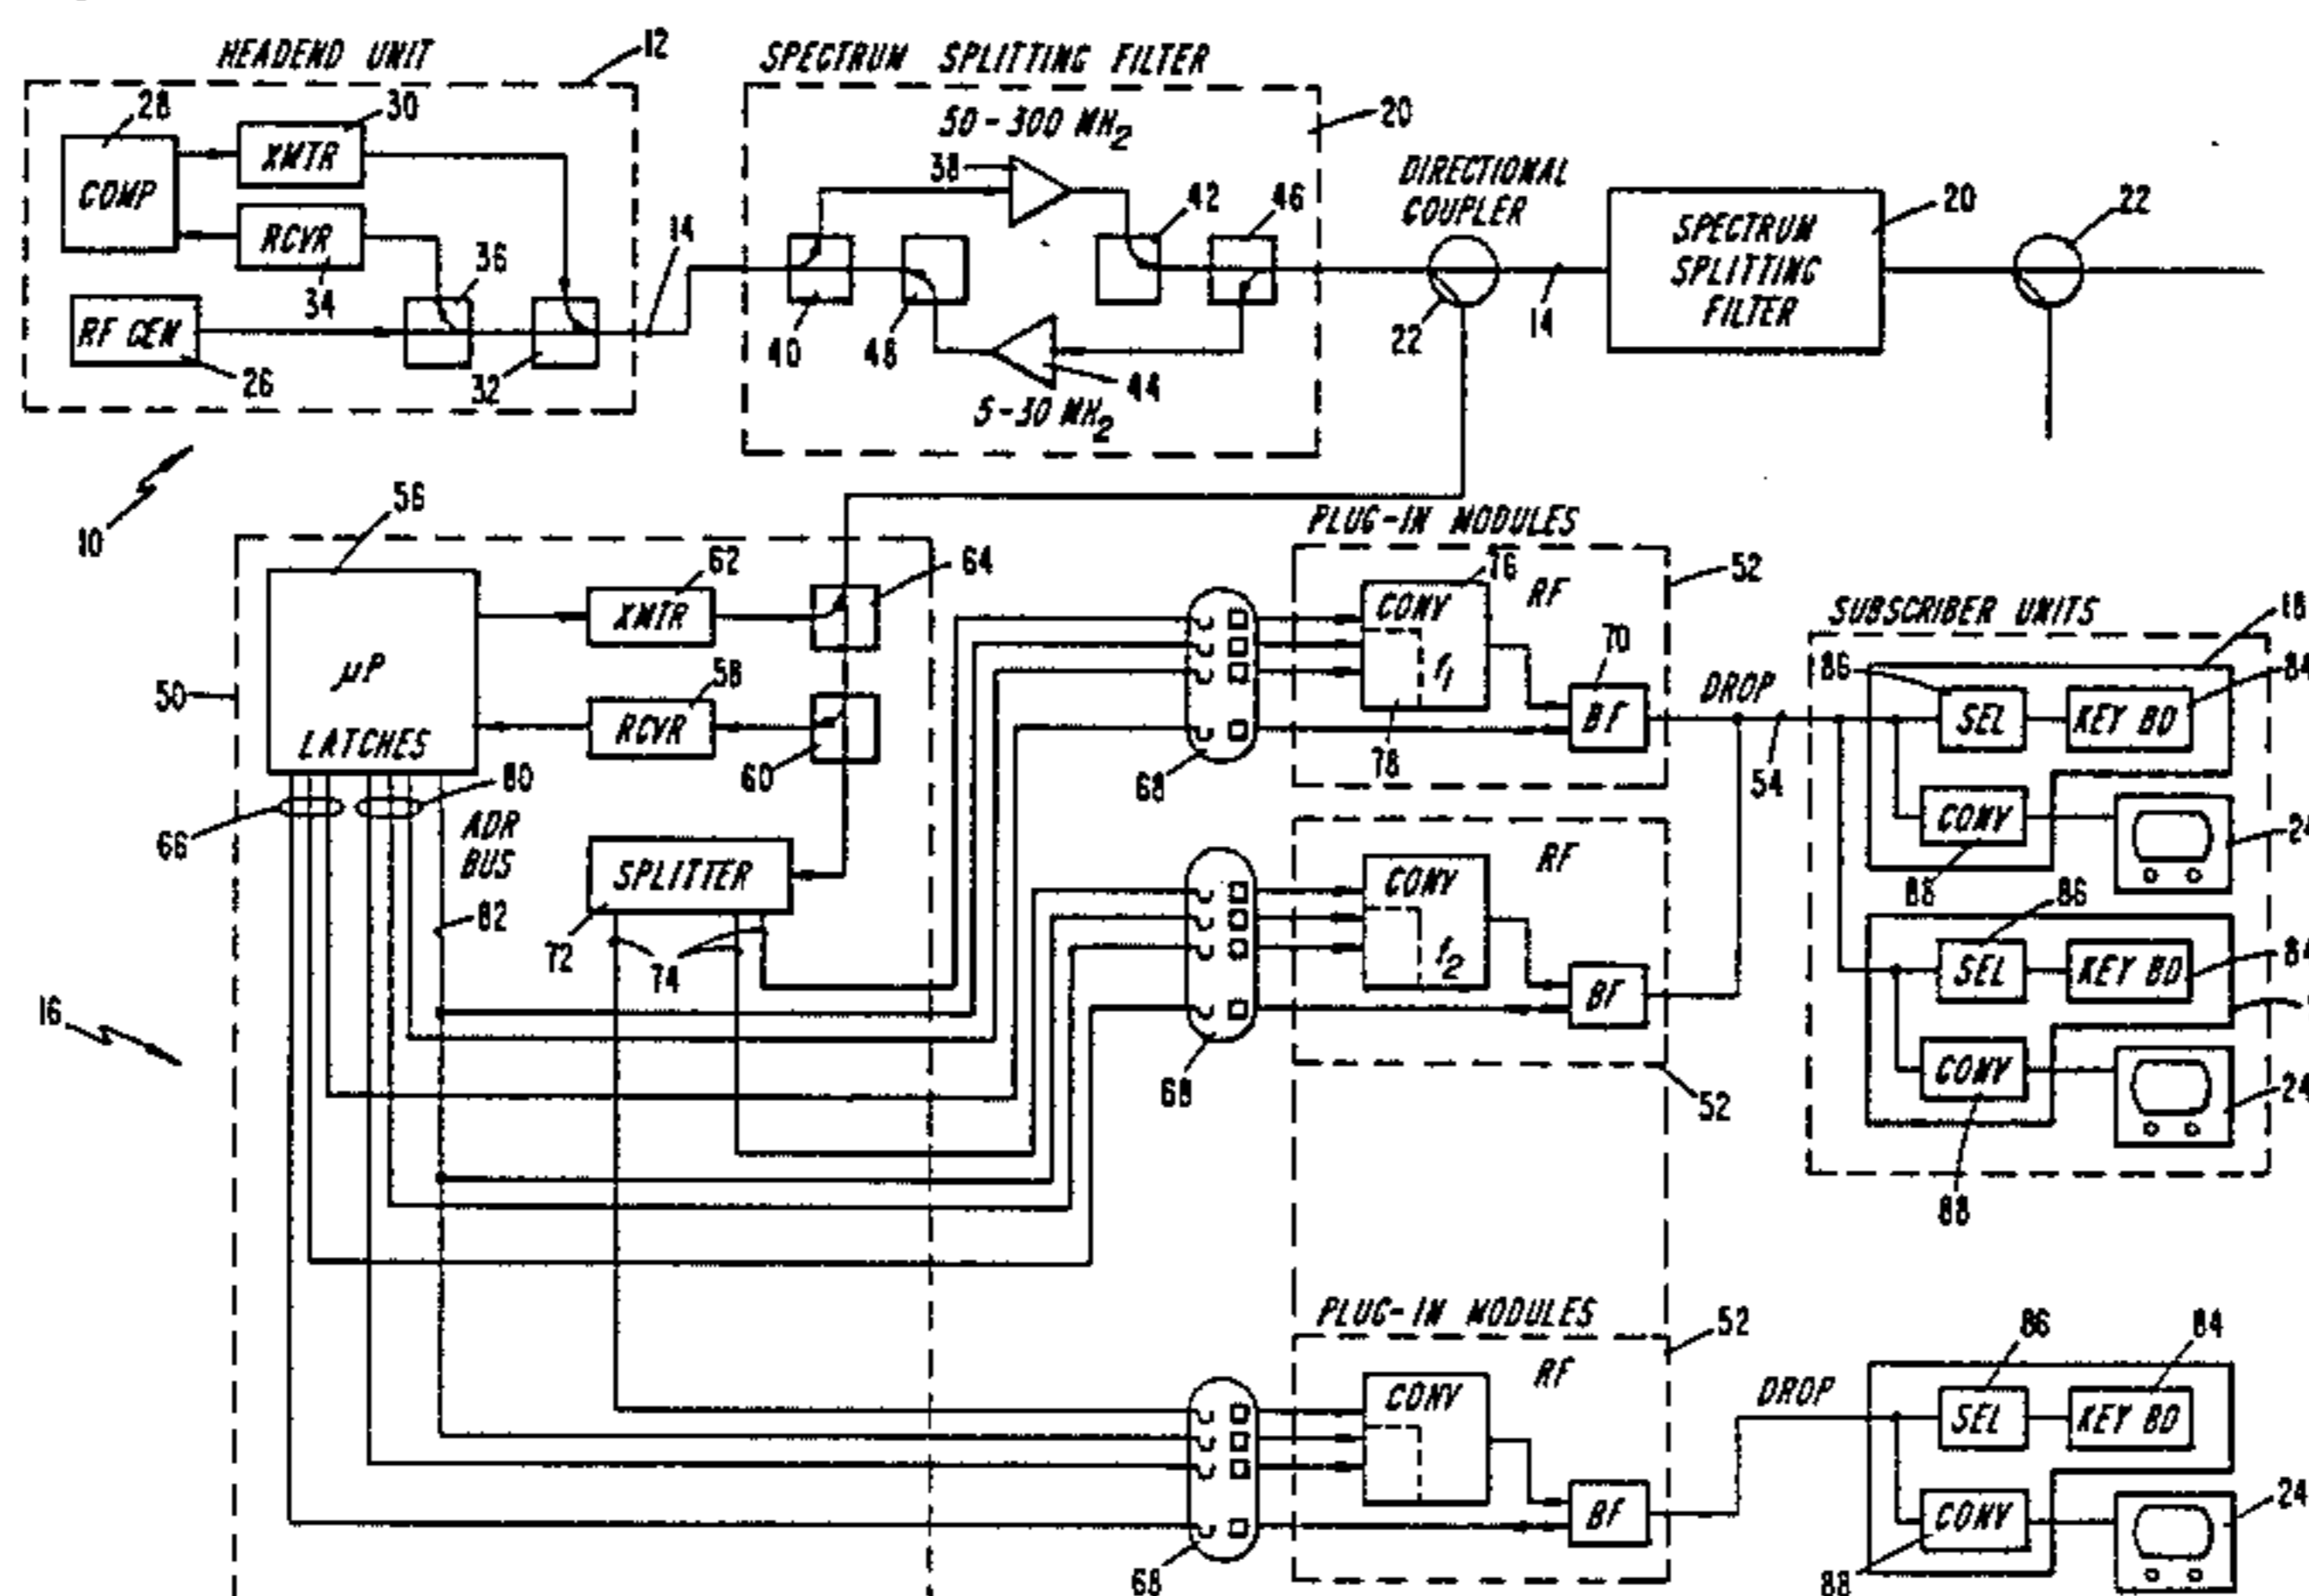 HEADEND UNIT
12
28
30
XMTR
COMP
RCVR
34
36
RF GEN
26
32
14
SPECTRUM SPLITTING FILTER
50-300 MH2
38
20
42
46
40
48
44
5-30 MH2
DIRECTIONAL
COUPLER
22
14
SPECTRUM
SPLITTING
FILTER
20
22
10
56
62
64
XMTR
µP
LATCHES
50
58
RCVR
60
66
80
ADR
BUS
82
SPLITTER
72
74
16
PLUG-IN MODULES
76
CONV
RF
52
f1
78
70
BF
68
DROP
54
RF
CONV
f2
BF
68
52
SUBSCRIBER UNITS
18
86
SEL
84
KEY BD
CONV
88
24
86
SEL
KEY BD
84
CONV
24
88
PLUG-IN MODULES
52
RF
CONV
BF
68
DROP
86
84
SEL
KEY BD
CONV
88
24